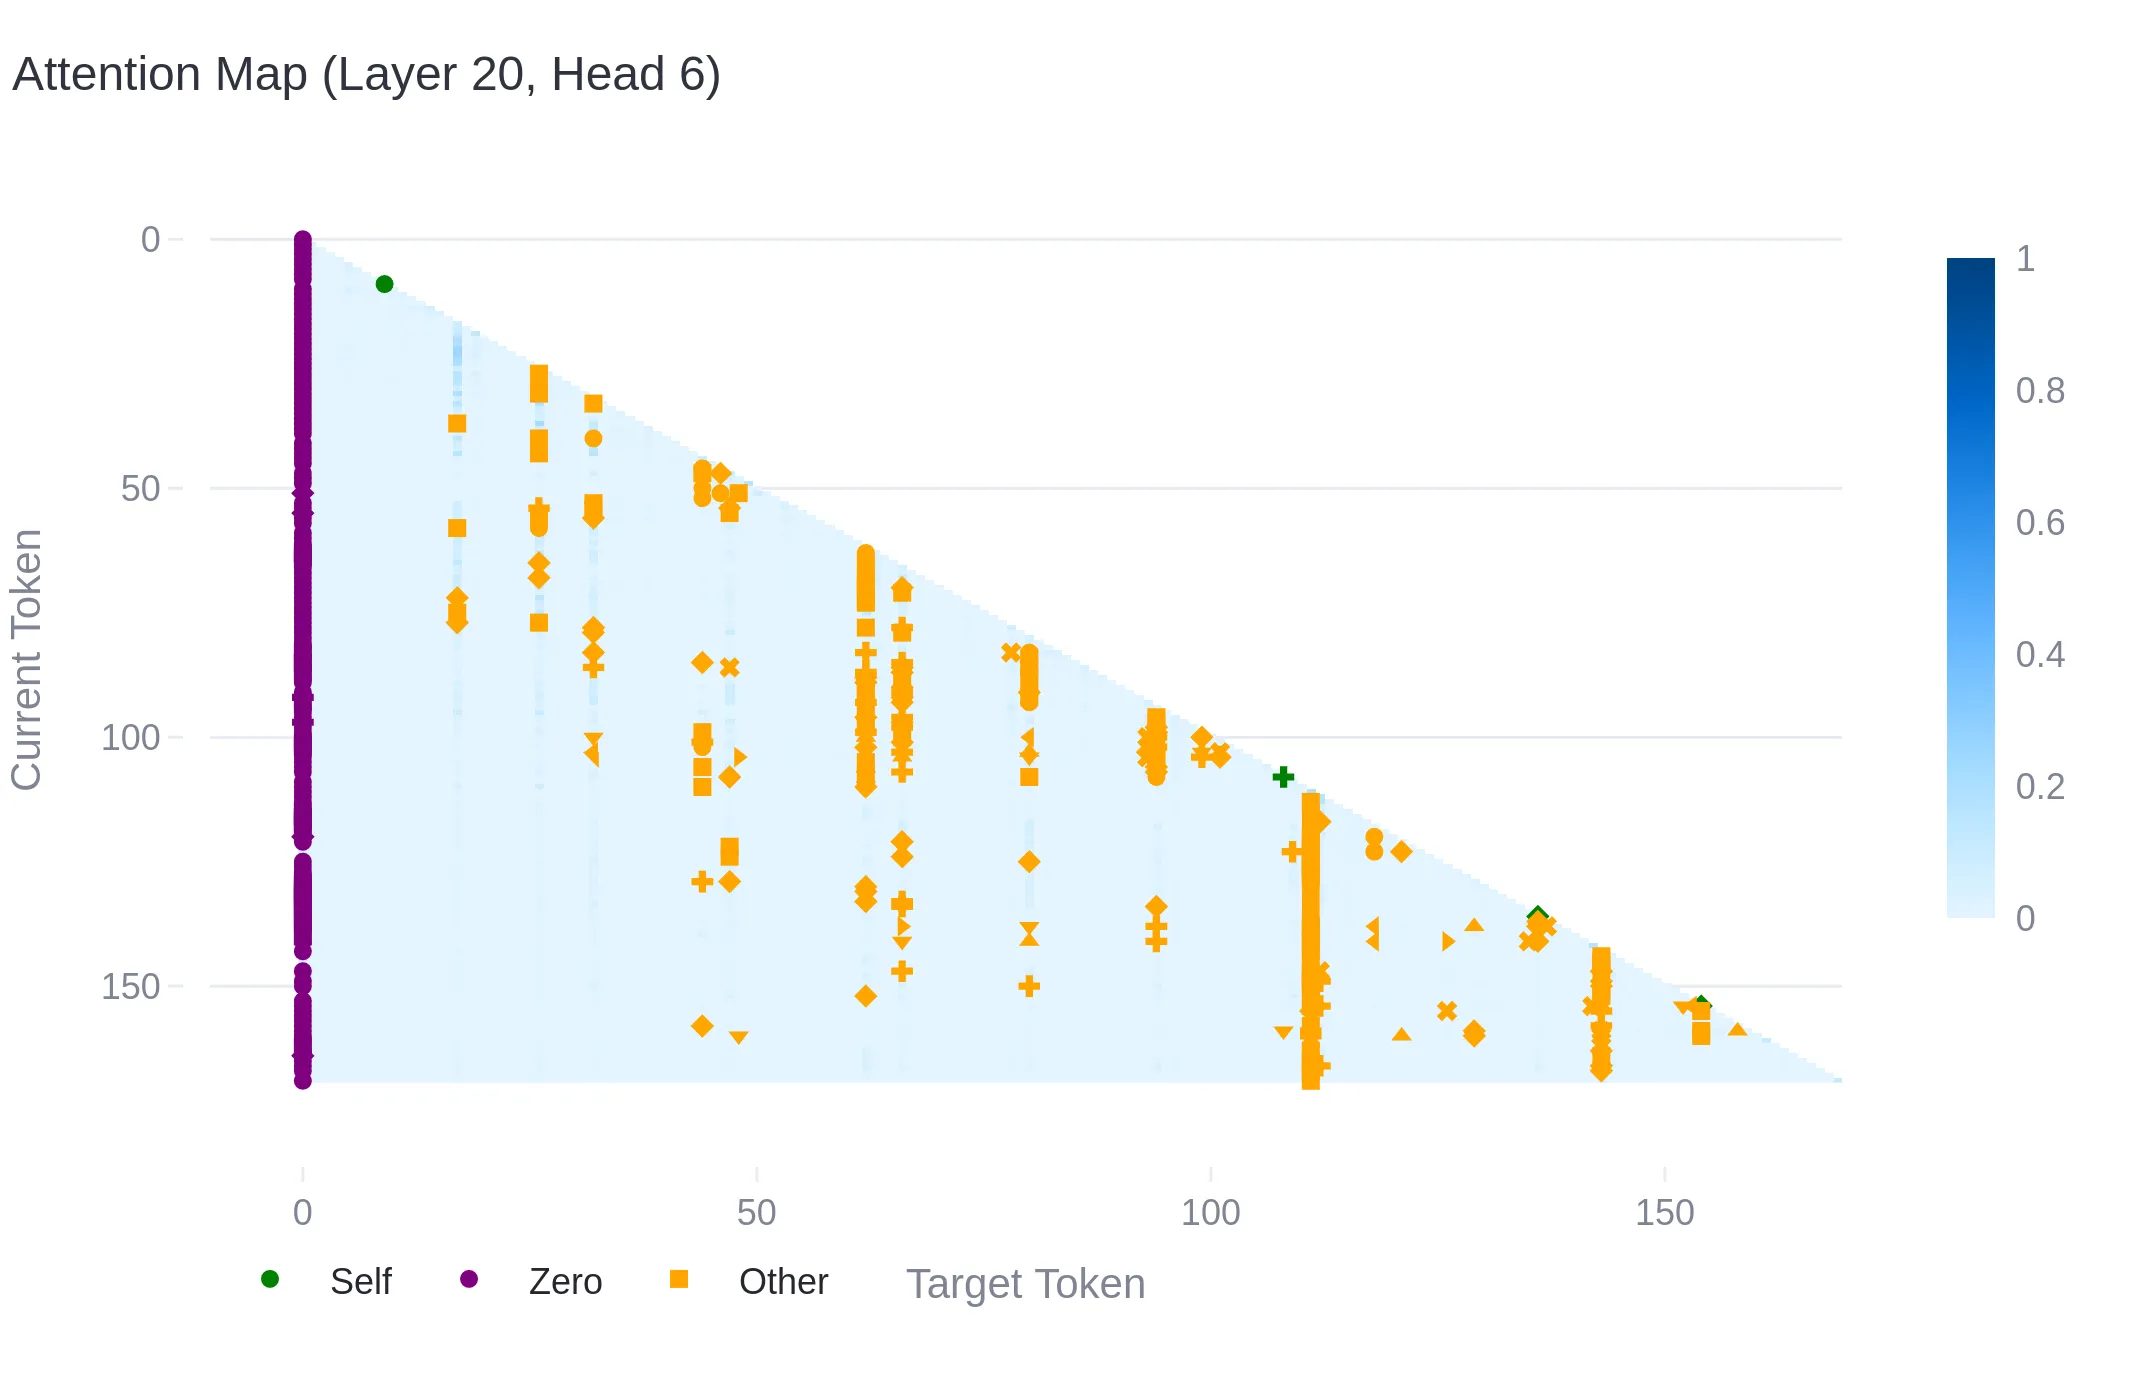 Attention Map (Layer 20, Head 6)
0
50
100
150
Current Token
0
50
100
150
Target Token
Self
Zero
Other
1
0.8
0.6
0.4
0.2
0